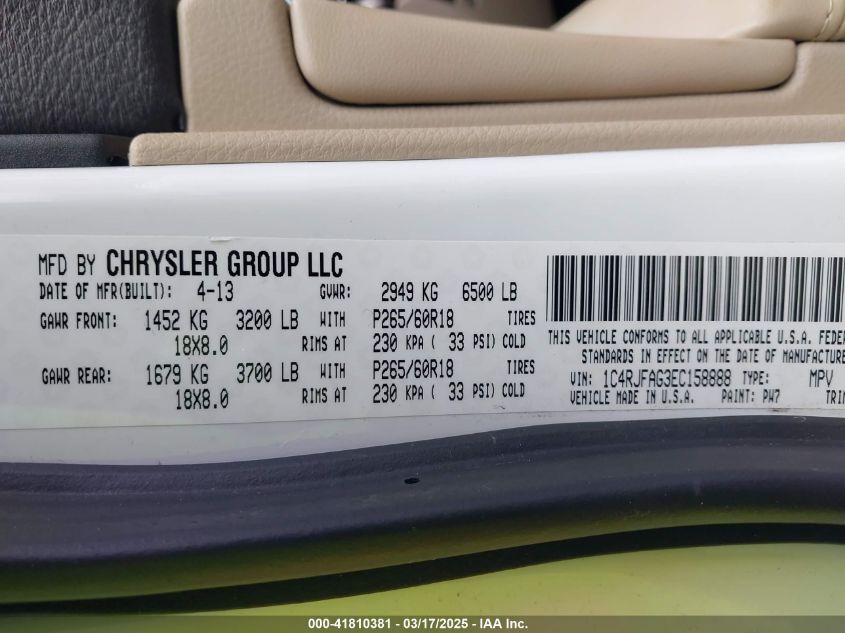 MFD BY CHRYSLER GROUP LLC
DATE OF MFR(BUILT): 4-13 GVWR: 2949 KG 6500 LB
GAWR FRONT: 1452 KG 3200 LB WITH P265/60R18 TIRES
18X8.0 RIMS AT 230 KPA ( 33 PSI) COLD
GAWR REAR: 1679 KG 3700 LB WITH P265/60R18 TIRES
18X8.0 RIMS AT 230 KPA ( 33 PSI) COLD
THIS VEHICLE CONFORMS TO ALL APPLICABLE U.S.A. FEDER
STANDARDS IN EFFECT ON THE DATE OF MANUFACTURE
VIN: 1C4RJFAG3EC158888 TYPE: MPV
VEHICLE MADE IN U.S.A. PAINT: PW7 TRIM
000-41810381 - 03/17/2025 - IAA Inc.